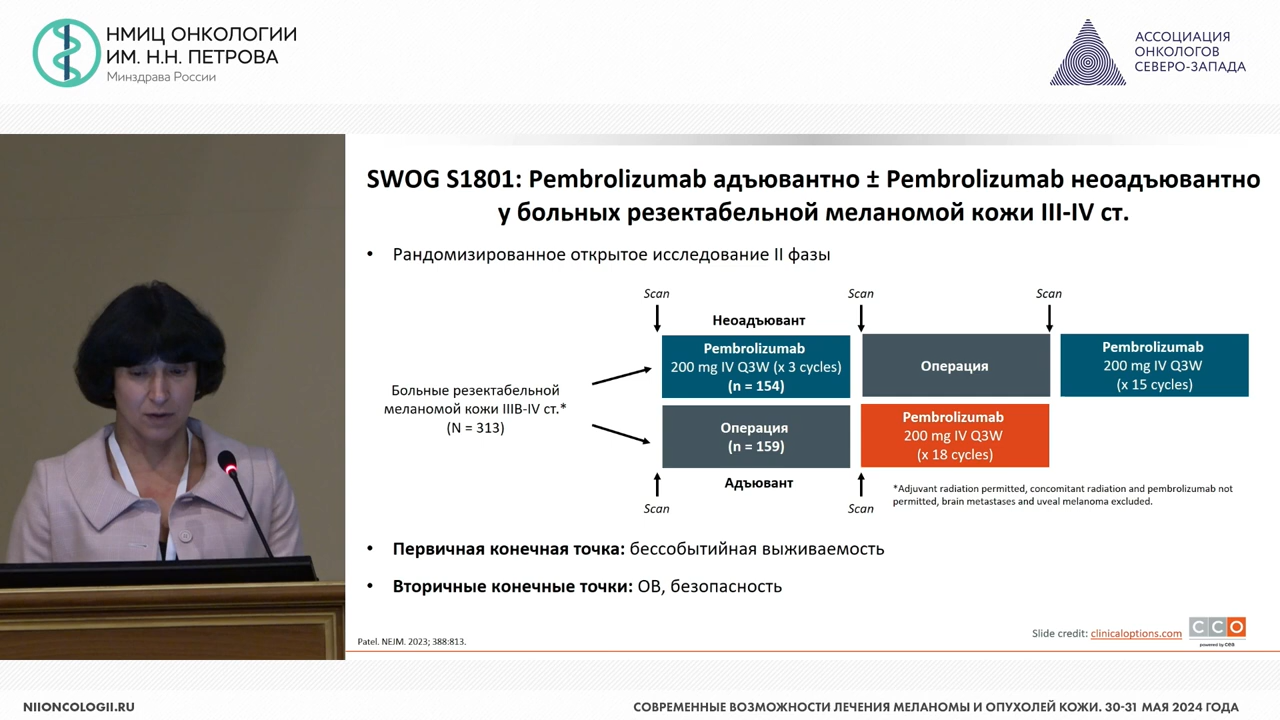 НМИЦ ОНКОЛОГИИ
ИМ. Н.Н. ПЕТРОВА
Минздрава России
АССОЦИАЦИЯ
ОНКОЛОГОВ
СЕВЕРО-ЗАПАДА
SWOG S1801: Pembrolizumab адъювантно ± Pembrolizumab неоадъювантно
у больных резектабельной меланомой кожи III-IV ст.
• Рандомизированное открытое исследование II фазы
Scan
Scan
Scan
Неоадъювант
Pembrolizumab
200 mg IV Q3W (x 3 cycles)
(n = 154)
Операция
Pembrolizumab
200 mg IV Q3W
(x 15 cycles)
Больные резектабельной
меланомой кожи IIIB-IV ст.*
(N = 313)
Операция
(n = 159)
Pembrolizumab
200 mg IV Q3W
(x 18 cycles)
Адъювант
Scan
Scan
*Adjuvant radiation permitted, concomitant radiation and pembrolizumab not
permitted, brain metastases and uveal melanoma excluded.
• Первичная конечная точка: бессобытийная выживаемость
• Вторичные конечные точки: ОВ, безопасность
Patel. NEJM. 2023; 388:813.
Slide credit: clinicaloptions.com
CCO
powered by cea
NIIONCOLOGII.RU
СОВРЕМЕННЫЕ ВОЗМОЖНОСТИ ЛЕЧЕНИЯ МЕЛАНОМЫ И ОПУХОЛЕЙ КОЖИ. 30-31 МАЯ 2024 ГОДА